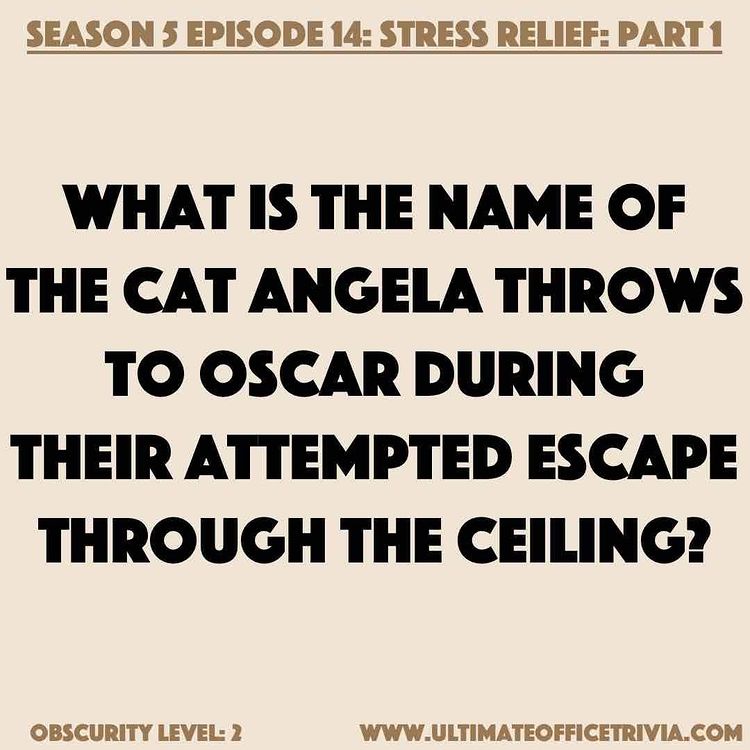 SEASON 5 EPISODE 14: STRESS RELIEF: PART 1
WHAT IS THE NAME OF
THE CAT ANGELA THROWS
TO OSCAR DURING
THEIR ATTEMPTED ESCAPE
THROUGH THE CEILING?
OBSCURITY LEVEL: 2
WWW.ULTIMATEOFFICETRIVIA.COM